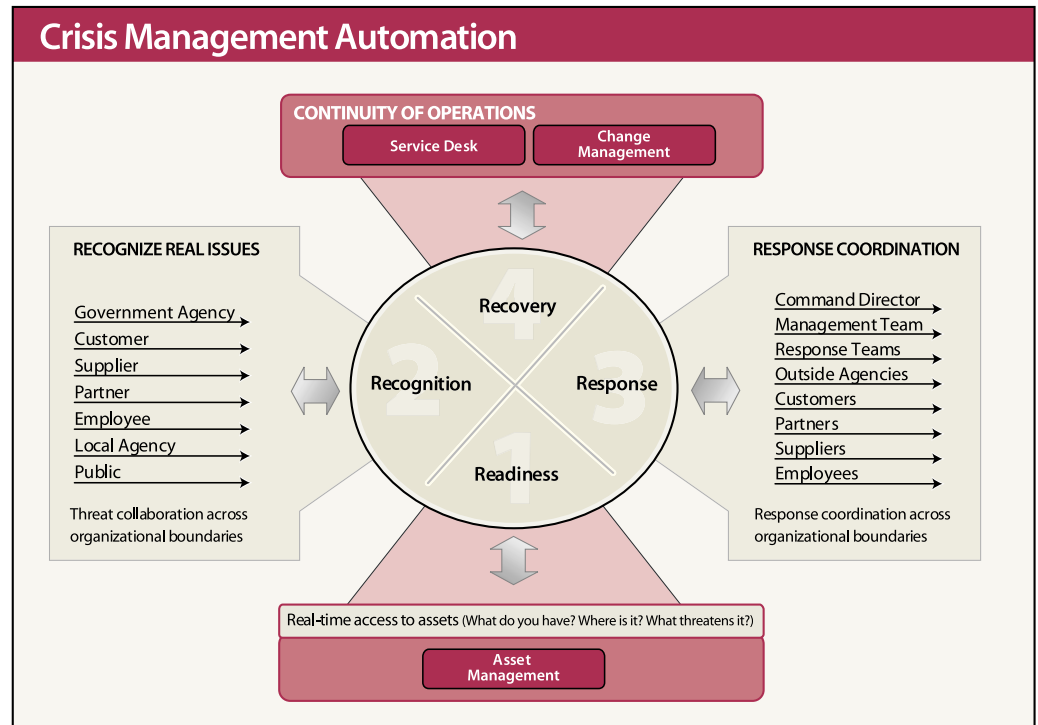 Crisis Management Automation
CONTINUITY OF OPERATIONS
Service Desk
Change
Management
RECOGNIZE REAL ISSUES
Government Agency
Customer
Supplier
Partner
Employee
Local Agency
Public
Threat collaboration across
organizational boundaries
4
Recovery
2
Recognition
3
Response
1
Readiness
RESPONSE COORDINATION
Command Director
Management Team
Response Teams
Outside Agencies
Customers
Partners
Suppliers
Employees
Response coordination across
organizational boundaries
Real-time access to assets (What do you have? Where is it? What threatens it?)
Asset
Management